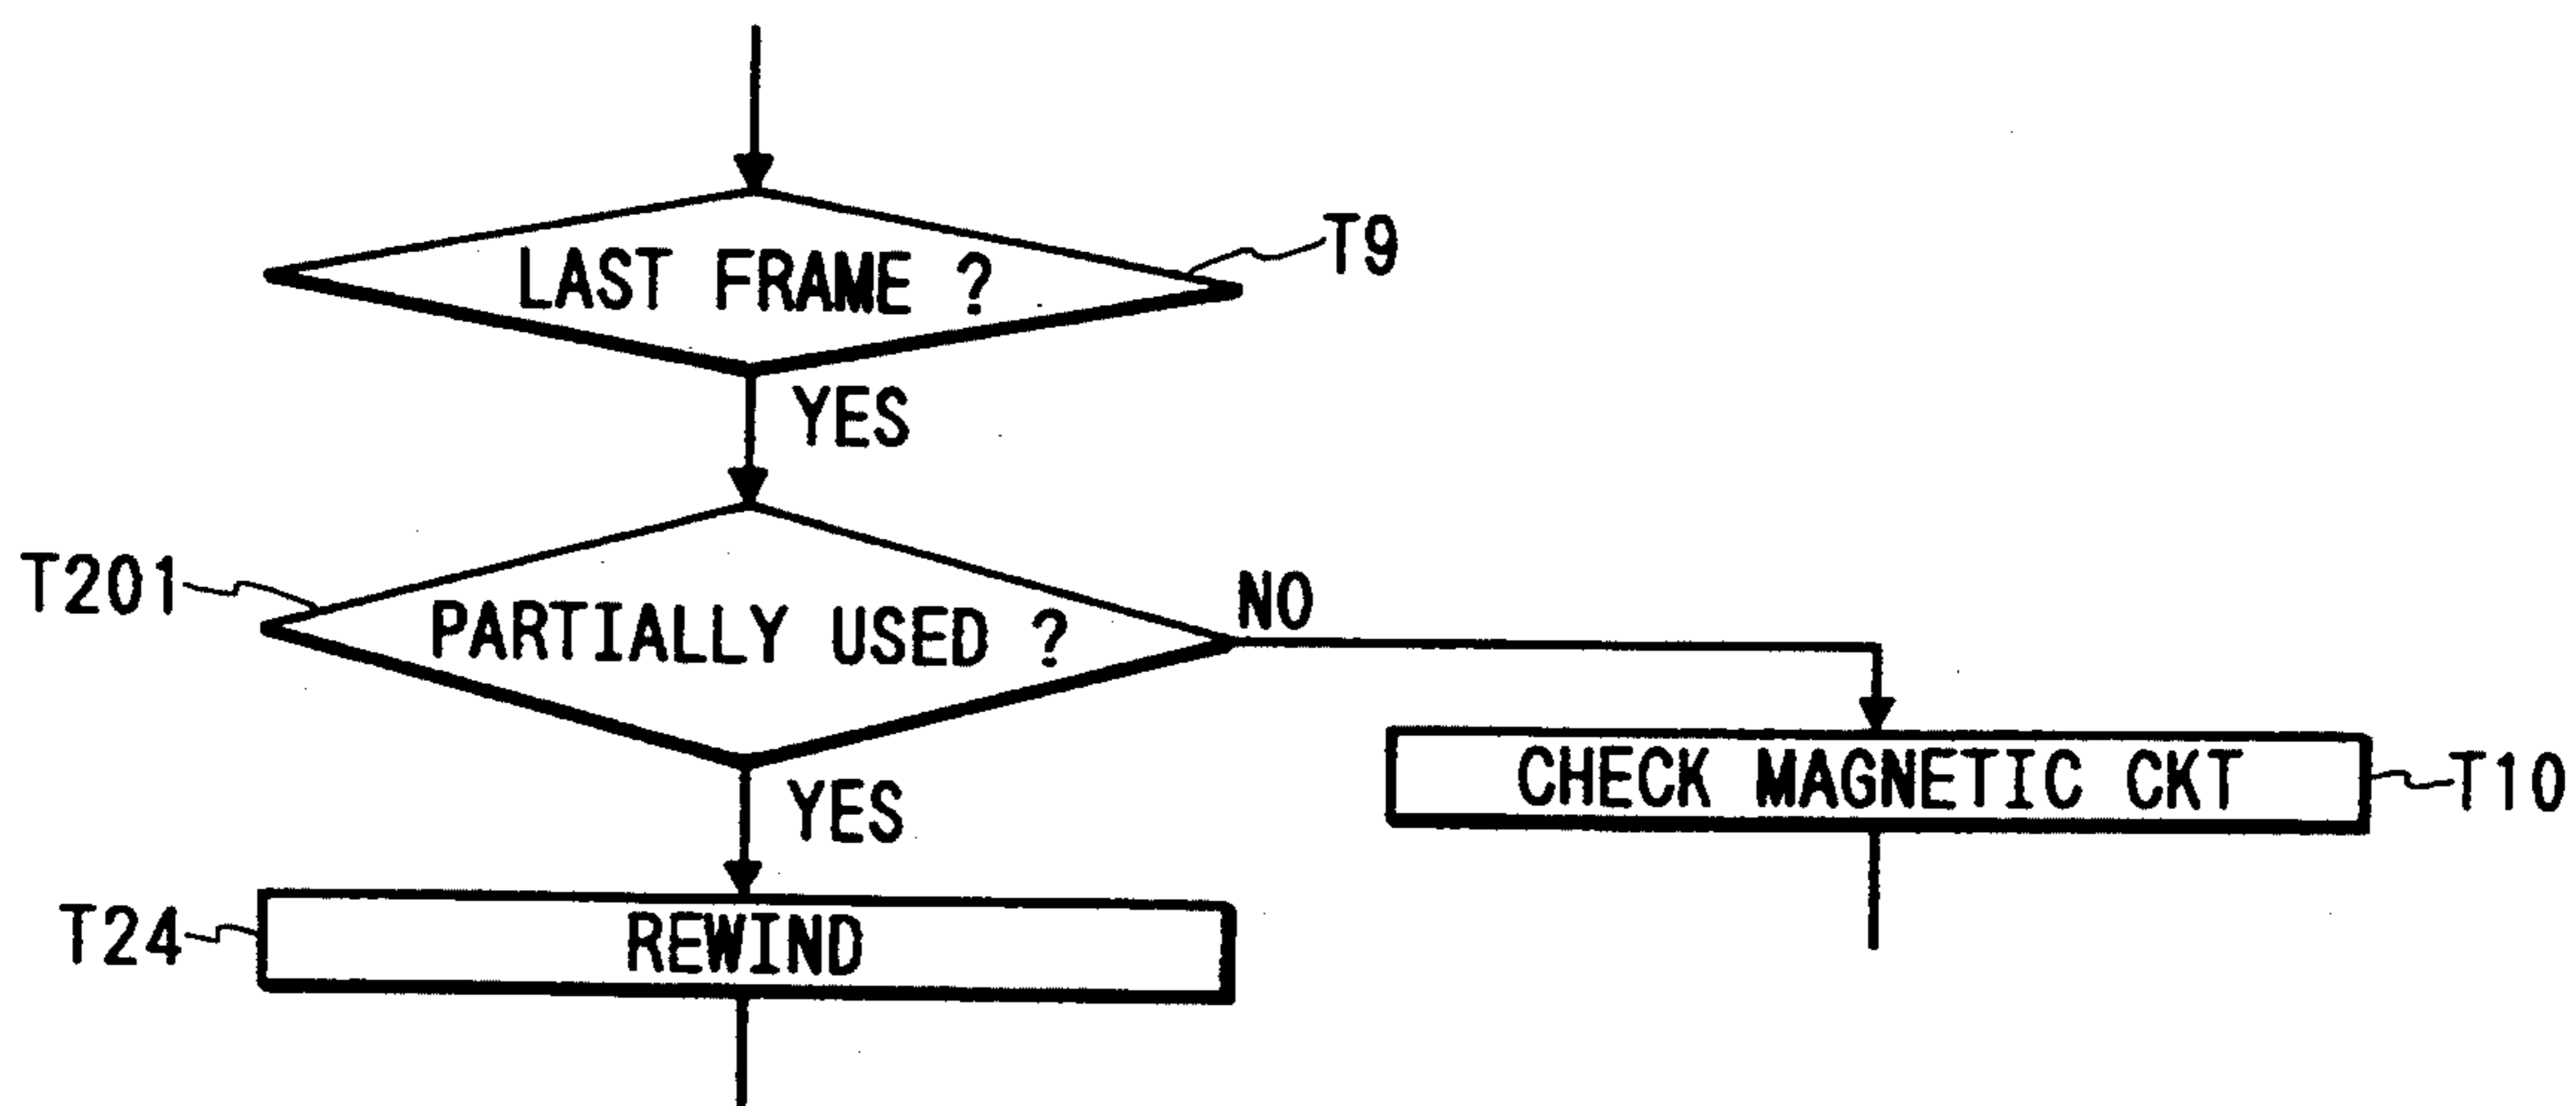 LAST FRAME ?
T9
YES
T201
PARTIALLY USED ?
NO
CHECK MAGNETIC CKT
T10
YES
T24
REWIND